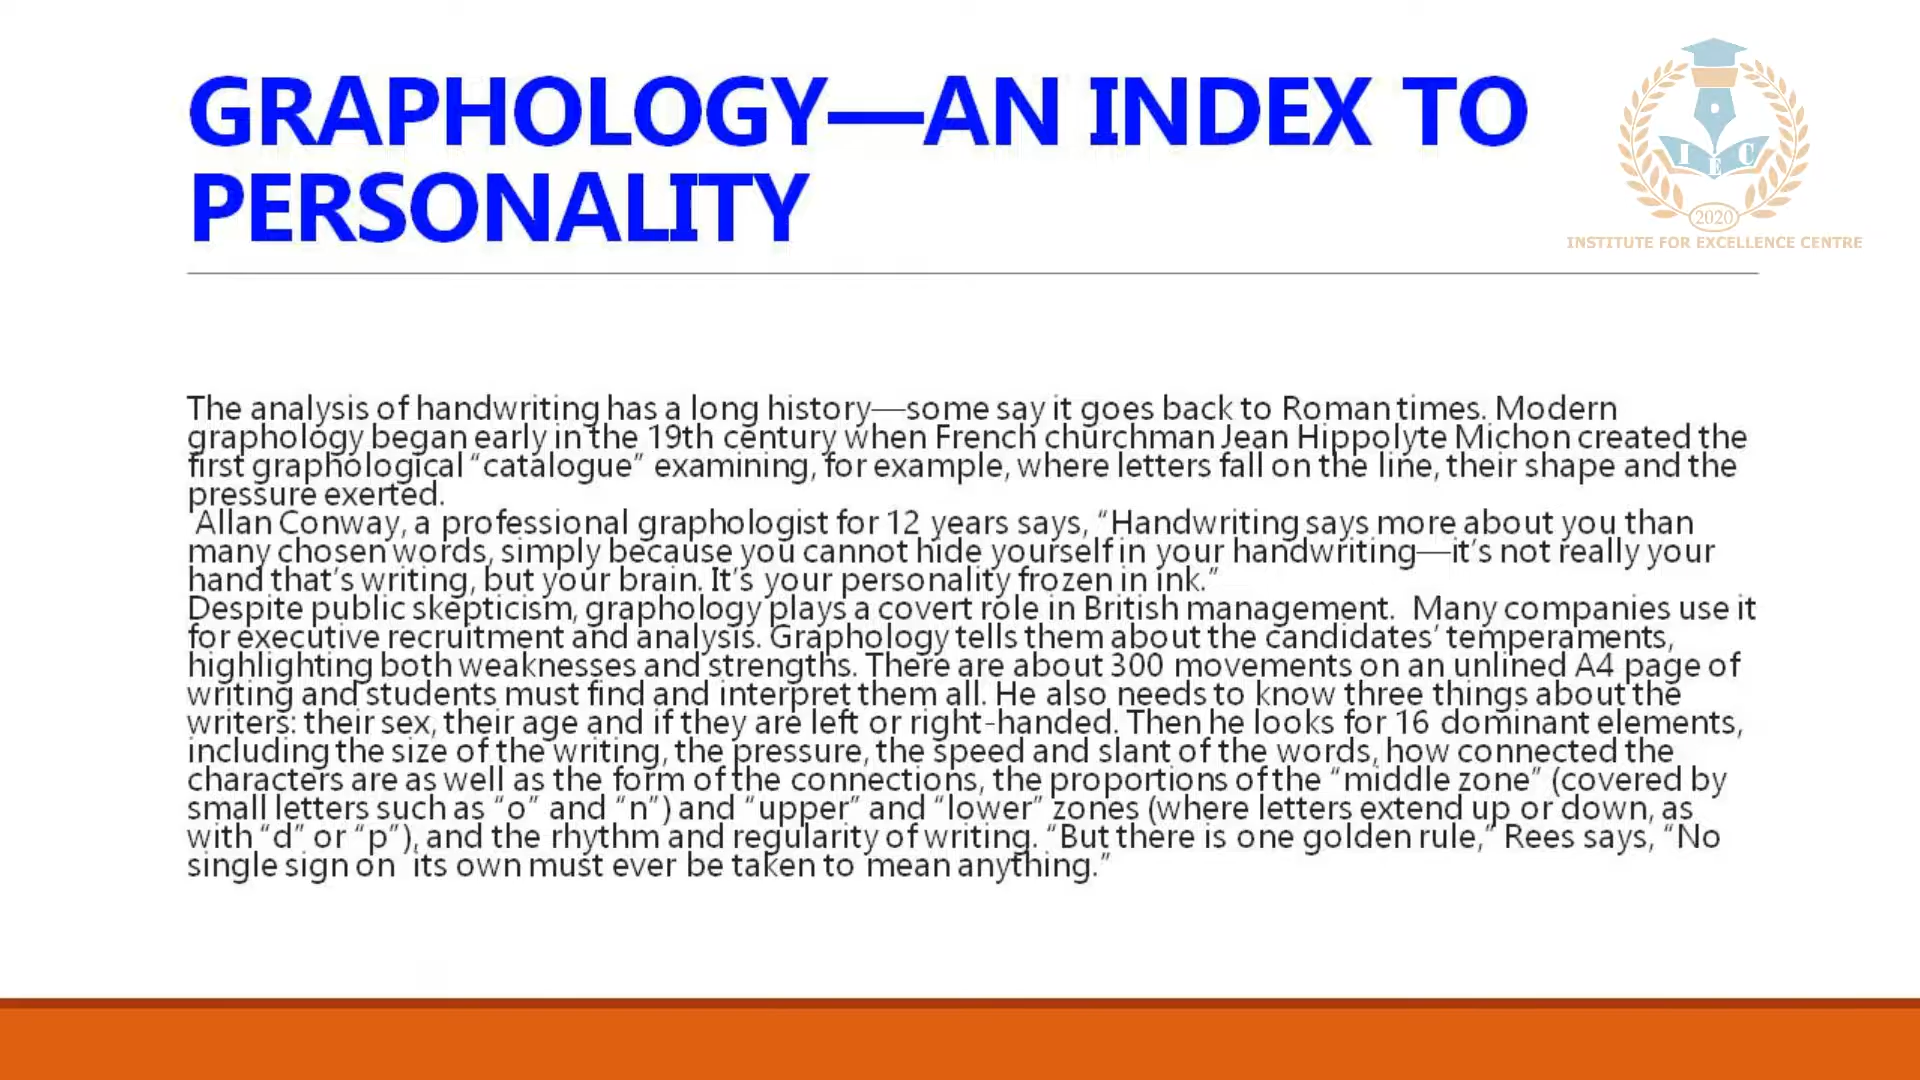 GRAPHOLOGY—AN INDEX TO
PERSONALITY
I E C
2020
INSTITUTE FOR EXCELLENCE CENTRE
The analysis of handwriting has a long history—some say it goes back to Roman times. Modern
graphology began early in the 19th century when French churchman Jean Hippolyte Michon created the
first graphological “catalogue” examining, for example, where letters fall on the line, their shape and the
pressure exerted.
Allan Conway, a professional graphologist for 12 years says, “Handwriting says more about you than
many chosen words, simply because you cannot hide yourself in your handwriting—it’s not really your
hand that’s writing, but your brain. It’s your personality frozen in ink.”
Despite public skepticism, graphology plays a covert role in British management. Many companies use it
for executive recruitment and analysis. Graphology tells them about the candidates’ temperaments,
highlighting both weaknesses and strengths. There are about 300 movements on an unlined A4 page of
writing and students must find and interpret them all. He also needs to know three things about the
writers: their sex, their age and if they are left or right-handed. Then he looks for 16 dominant elements,
including the size of the writing, the pressure, the speed and slant of the words, how connected the
characters are as well as the form of the connections, the proportions of the “middle zone” (covered by
small letters such as “o” and “n”) and “upper” and “lower” zones (where letters extend up or down, as
with “d” or “p”), and the rhythm and regularity of writing. “But there is one golden rule,” Rees says, “No
single sign on its own must ever be taken to mean anything.”